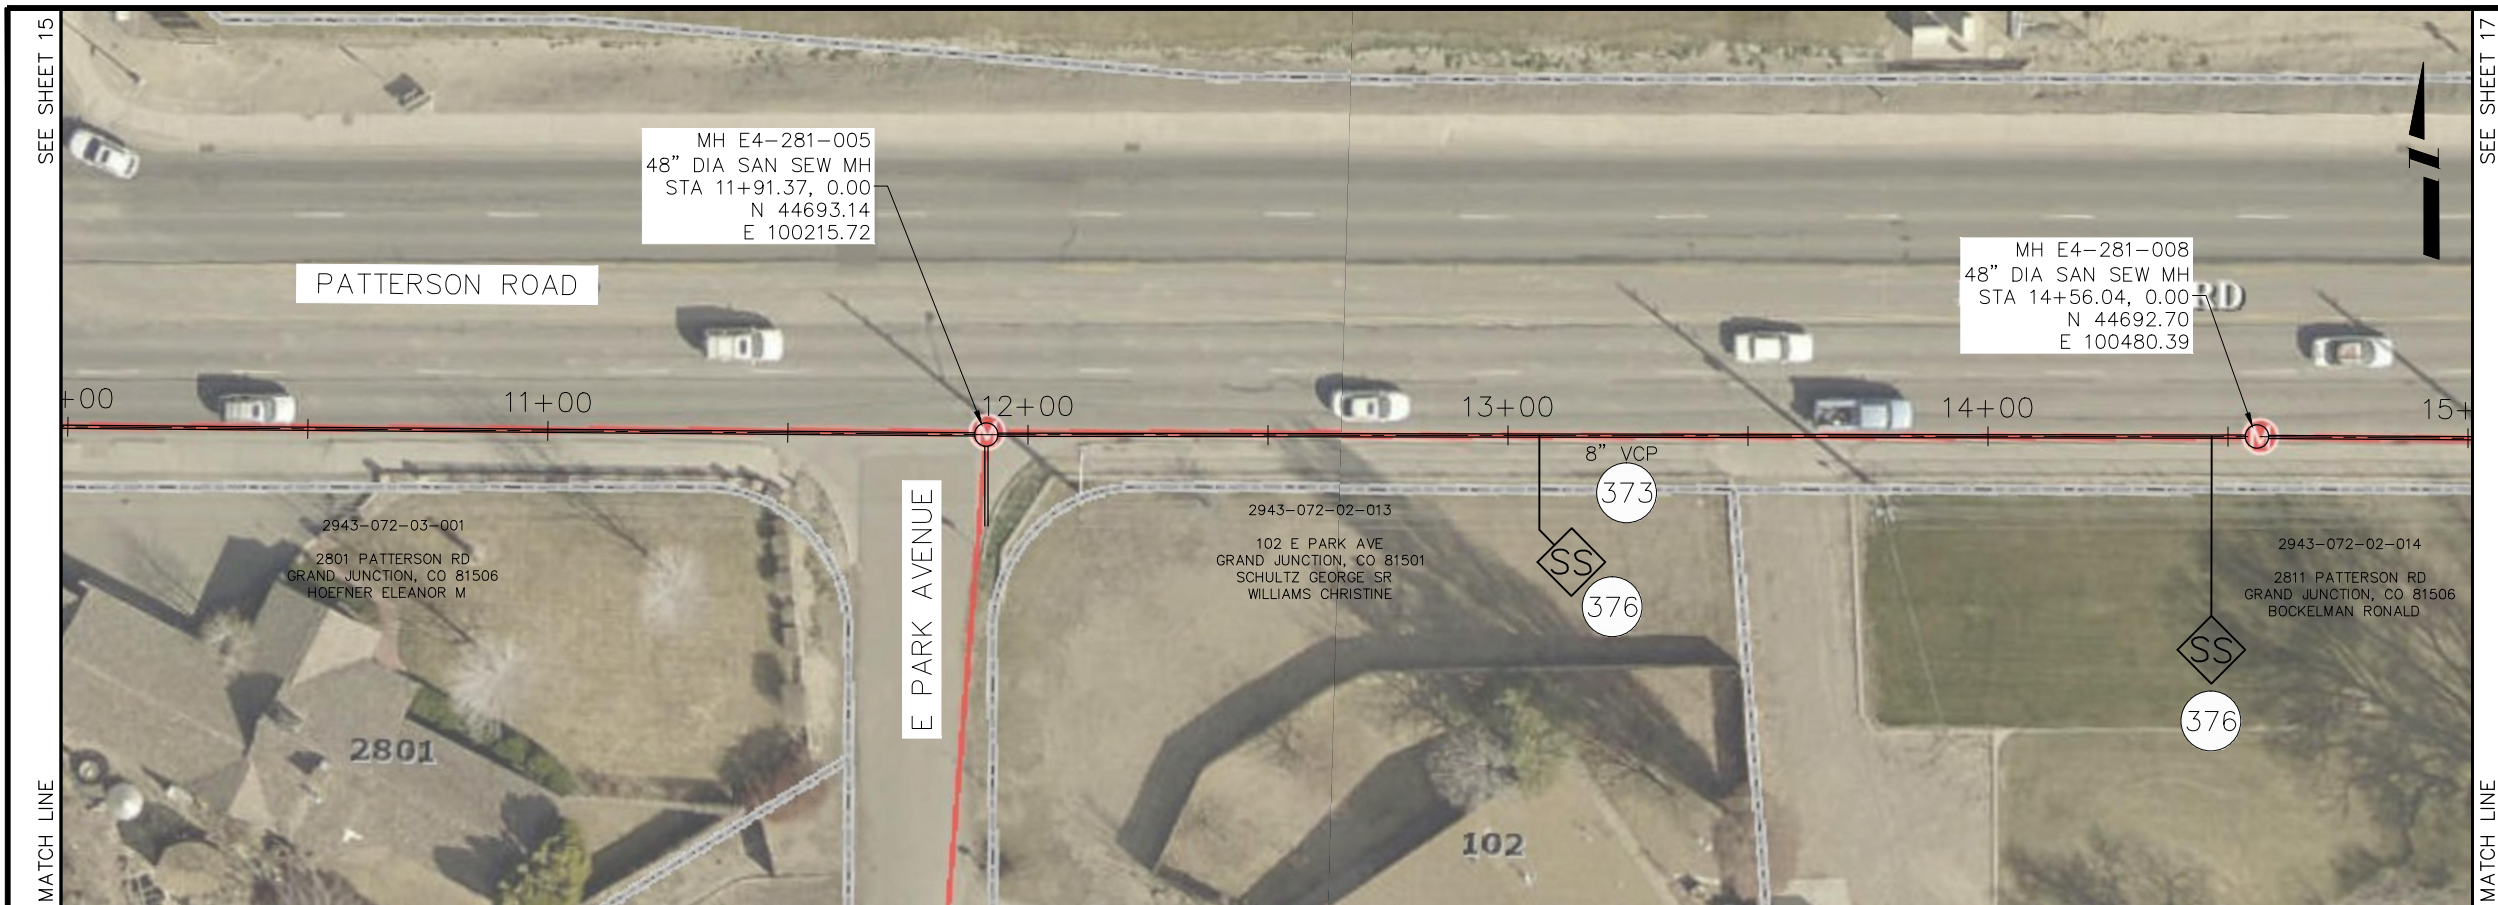 SEE SHEET 15
MATCH LINE
MH E4-281-005
48" DIA SAN SEW MH
STA 11+91.37, 0.00
N 44693.14
E 100215.72
PATTERSON ROAD
MH E4-281-008
48" DIA SAN SEW MH
STA 14+56.04, 0.00
N 44692.70
E 100480.39
RD
+00
11+00
12+00
13+00
14+00
15+
8" VCP
373
E PARK AVENUE
2943-072-03-001
2801 PATTERSON RD
GRAND JUNCTION, CO 81506
HOEFNER ELEANOR M
2943-072-02-013
102 E PARK AVE
GRAND JUNCTION, CO 81501
SCHULTZ GEORGE SR
WILLIAMS CHRISTINE
SS
376
2943-072-02-014
2811 PATTERSON RD
GRAND JUNCTION, CO 81506
BOCKELMAN RONALD
SS
376
2801
102
SEE SHEET 17
MATCH LINE